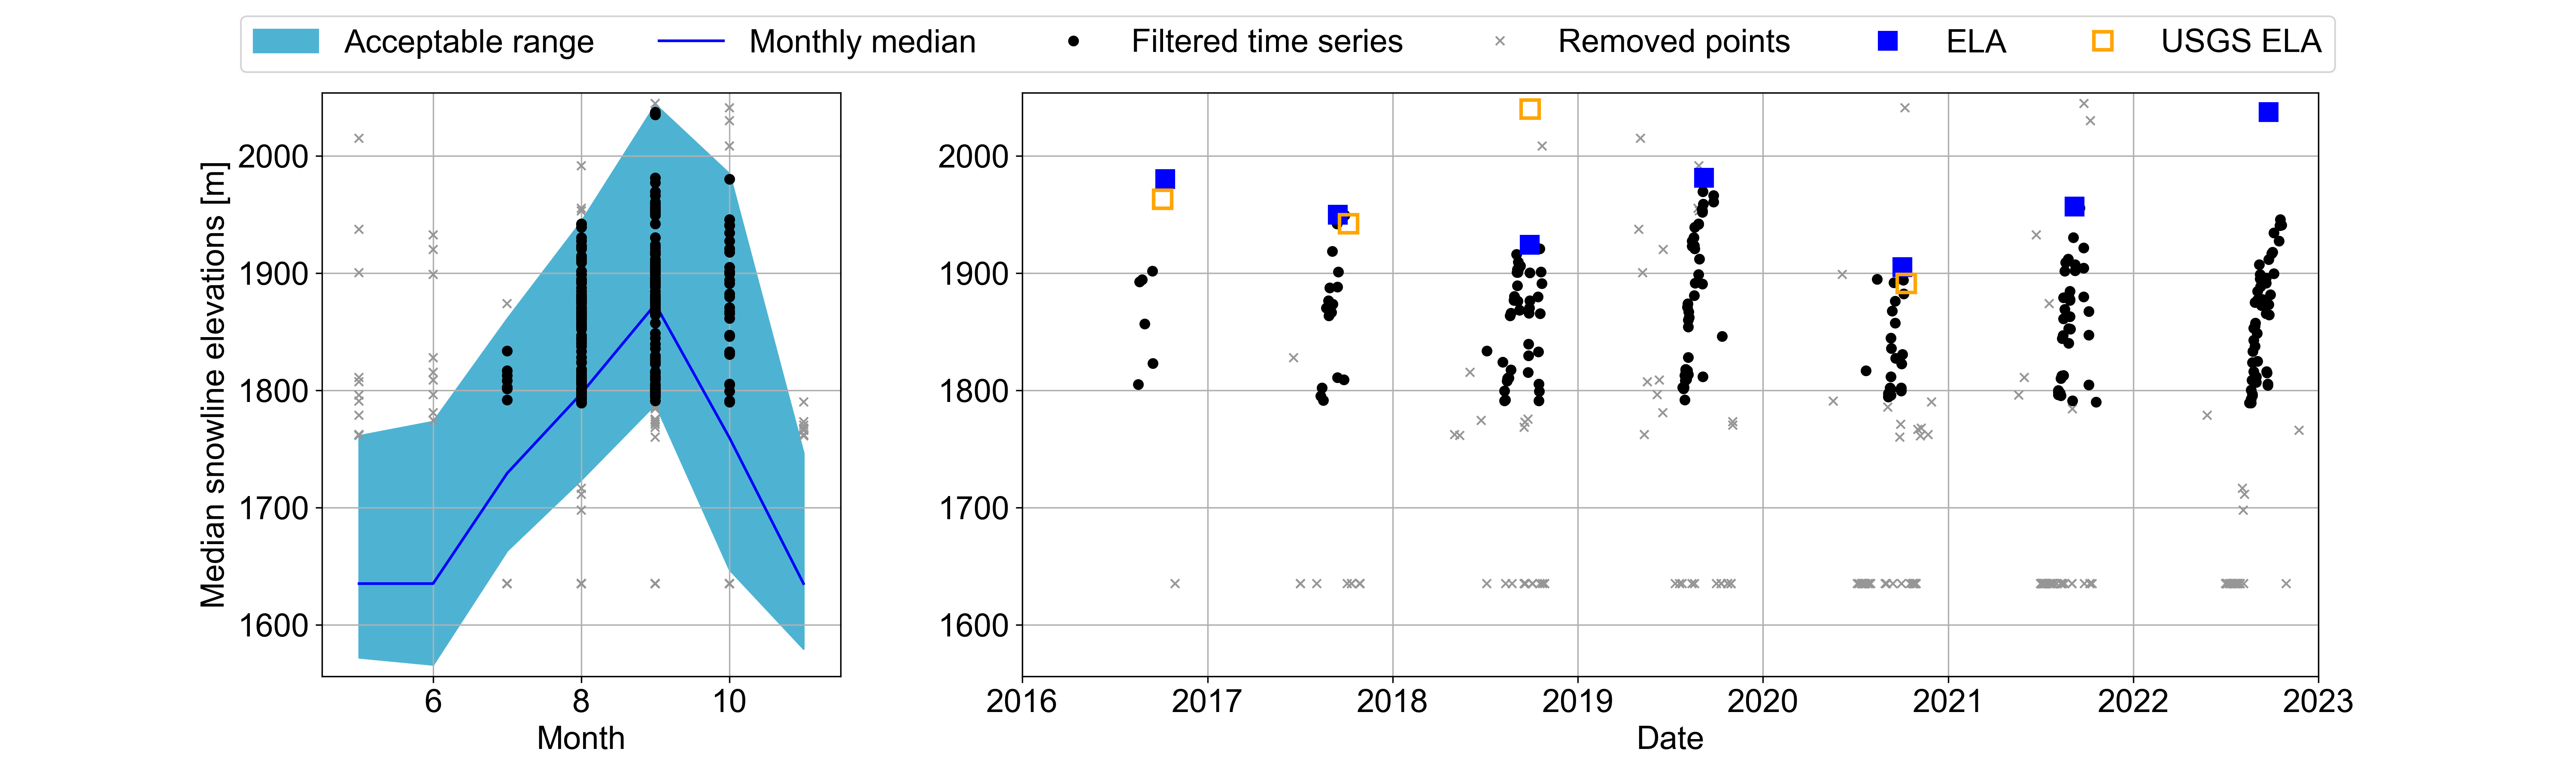 Acceptable range Monthly median Filtered time series Removed points ELA USGS ELA
Median snowline elevations [m]
2000
1900
1800
1700
1600
6 8 10
Month
2000
1900
1800
1700
1600
2016 2017 2018 2019 2020 2021 2022 2023
Date